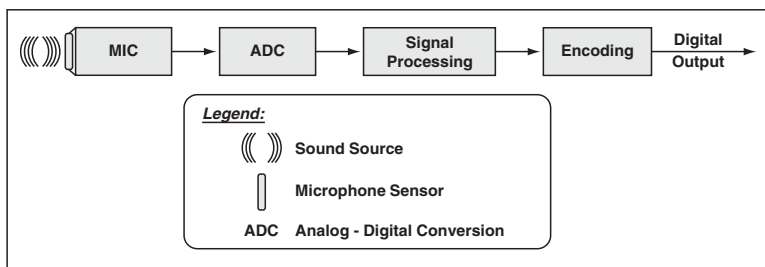 MIC
ADC
Signal
Processing
Encoding
Digital
Output
Legend:
Sound Source
Microphone Sensor
ADC Analog - Digital Conversion